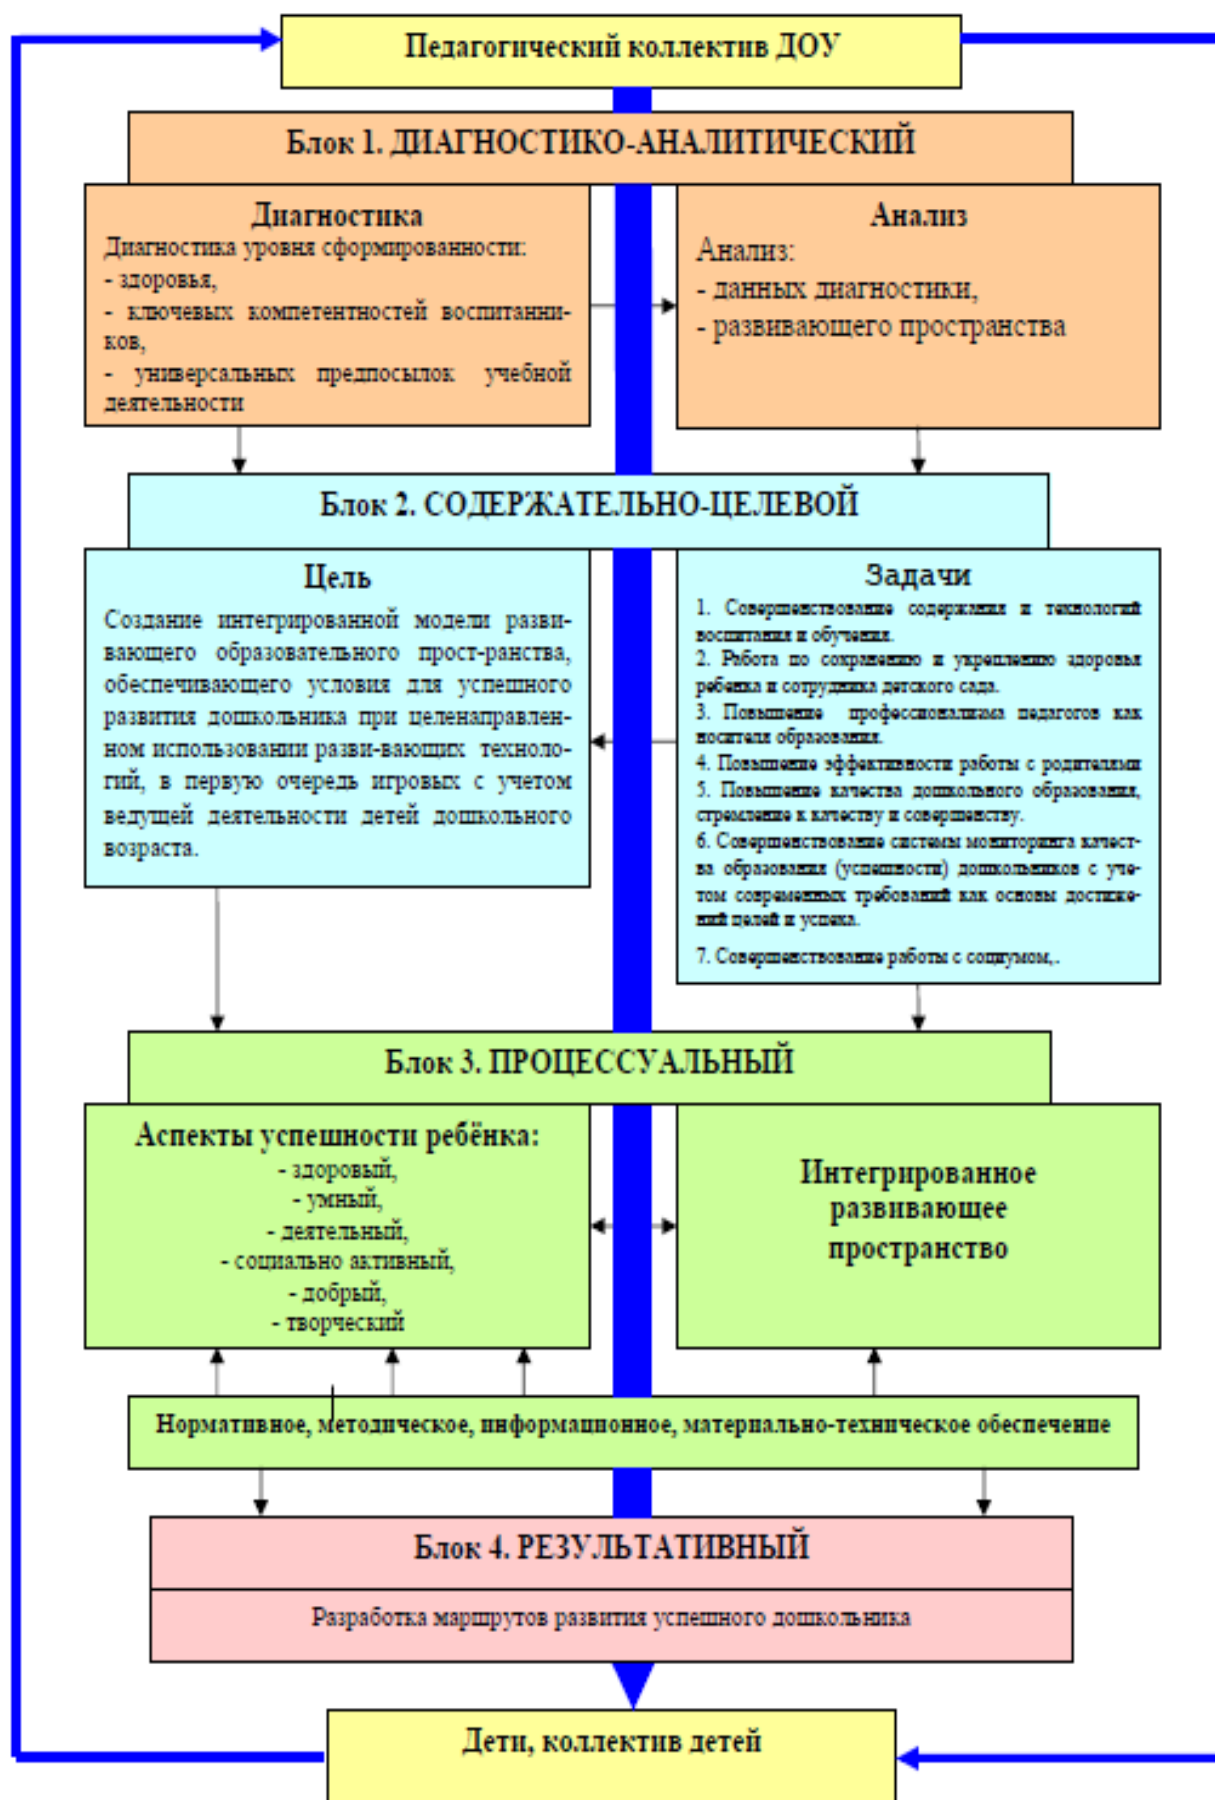 Педагогический коллектив ДОУ
Блок 1. ДИАГНОСТИКО-АНАЛИТИЧЕСКИЙ
Диагностика
Диагностика уровня сформированности:
- здоровья,
- ключевых компетентностей воспитанни-
ков,
- универсальных предпосылок учебной
деятельности
Анализ
Анализ:
- данных диагностики,
- развивающего пространства
Блок 2. СОДЕРЖАТЕЛЬНО-ЦЕЛЕВОЙ
Цель
Создание интегрированной модели разви-
вающего образовательного прост-ранства,
обеспечивающего условия для успешного
развития дошкольника при целенаправлен-
ном использовании разви-вающих техноло-
гий, в первую очередь игровых с учетом
ведущей деятельности детей дошкольного
возраста.
Задачи
1. Совершенствование содержания и технологий
воспитания и обучения.
2. Работа по сохранению и укреплению здоровья
ребенка и сотрудника детского сада.
3. Повышение профессионализма педагогов как
носителя образования.
4. Повышение эффективности работы с родителями
5. Повышение качества дошкольного образования,
стремление к качеству и совершенству.
6. Совершенствование системы мониторинга качест-
ва образования (успешности) дошкольников с уче-
том современных требований как основы достиже-
ний целей и успеха.
7. Совершенствование работы с социумом,.
Блок 3. ПРОЦЕССУАЛЬНЫЙ
Аспекты успешности ребёнка:
- здоровый,
- умный,
- деятельный,
- социально активный,
- добрый,
- творческий
Интегрированное
развивающее
пространство
Нормативное, методическое, информационное, материально-техническое обеспечение
Блок 4. РЕЗУЛЬТАТИВНЫЙ
Разработка маршрутов развития успешного дошкольника
Дети, коллектив детей